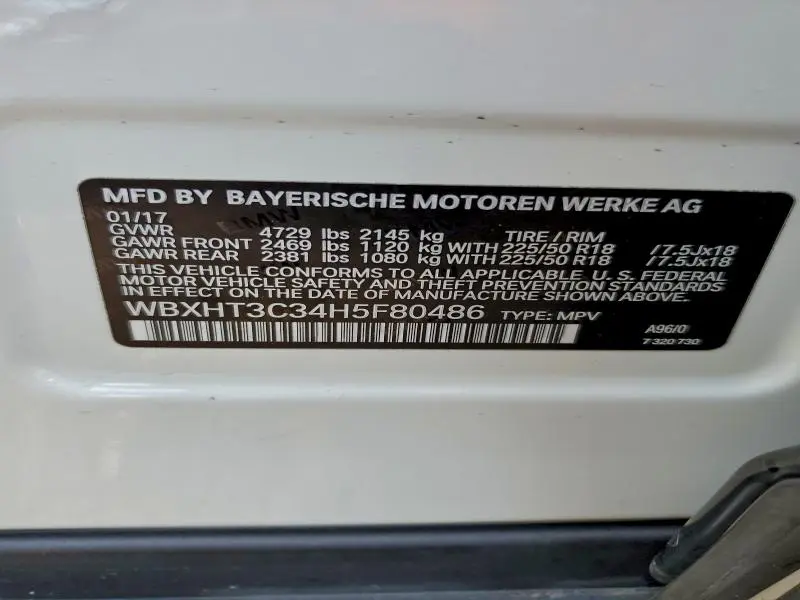 MFD BY BAYERISCHE MOTOREN WERKE AG
01/17
GVWR 4729 lbs 2145 kg TIRE / RIM
GAWR FRONT 2469 lbs 1120 kg WITH 225/50 R18 /7.5Jx18
GAWR REAR 2381 lbs 1080 kg WITH 225/50 R18 /7.5Jx18
THIS VEHICLE CONFORMS TO ALL APPLICABLE U.S. FEDERAL
MOTOR VEHICLE SAFETY AND THEFT PREVENTION STANDARDS
IN EFFECT ON THE DATE OF MANUFACTURE SHOWN ABOVE.
WBXHT3C34H5F80486 TYPE: MPV
A96/0
7 320 730